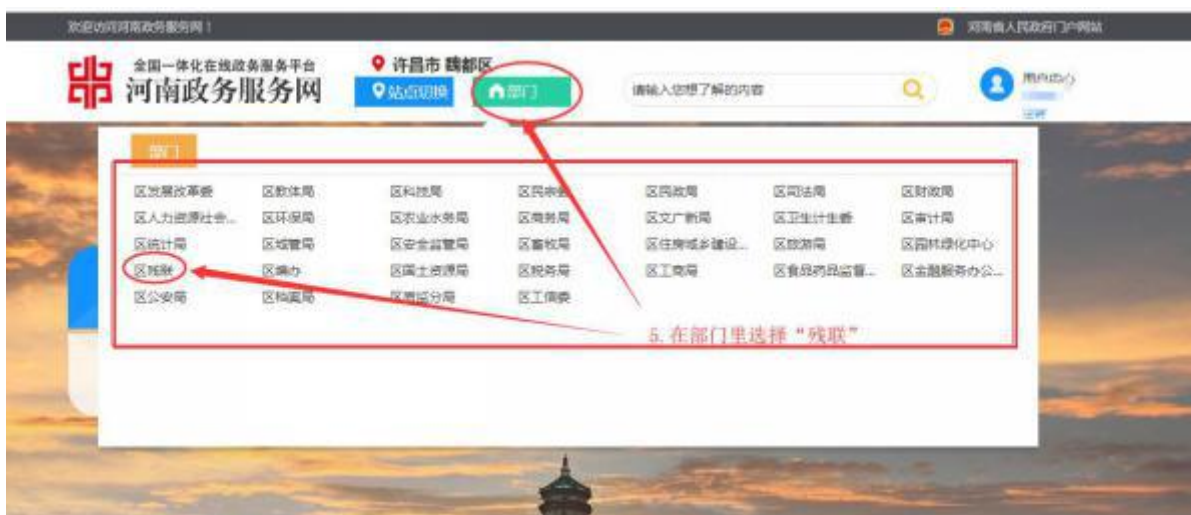 欢迎访问河南政务服务网！
河南省人民政府门户网站
全国一体化在线政务服务平台
河南政务服务网
许昌市 魏都区
站点切换
部门
请输入您想了解的内容
用户中心
部门
区发展改革委 区教体局 区科技局 区民宗委 区民政局 区司法局 区财政局
区人力资源社会... 区环保局 区农业水务局 区商务局 区文广新局 区卫生计生委 区审计局
区统计局 区城管局 区安全监管局 区畜牧局 区住房城乡建设... 区旅游局 区园林绿化中心
区残联 区编办 区国土资源局 区税务局 区工商局 区食品药品监督... 区金融服务办公...
区公安局 区档案局 区质监分局 区工信委
5.在部门里选择“残联”